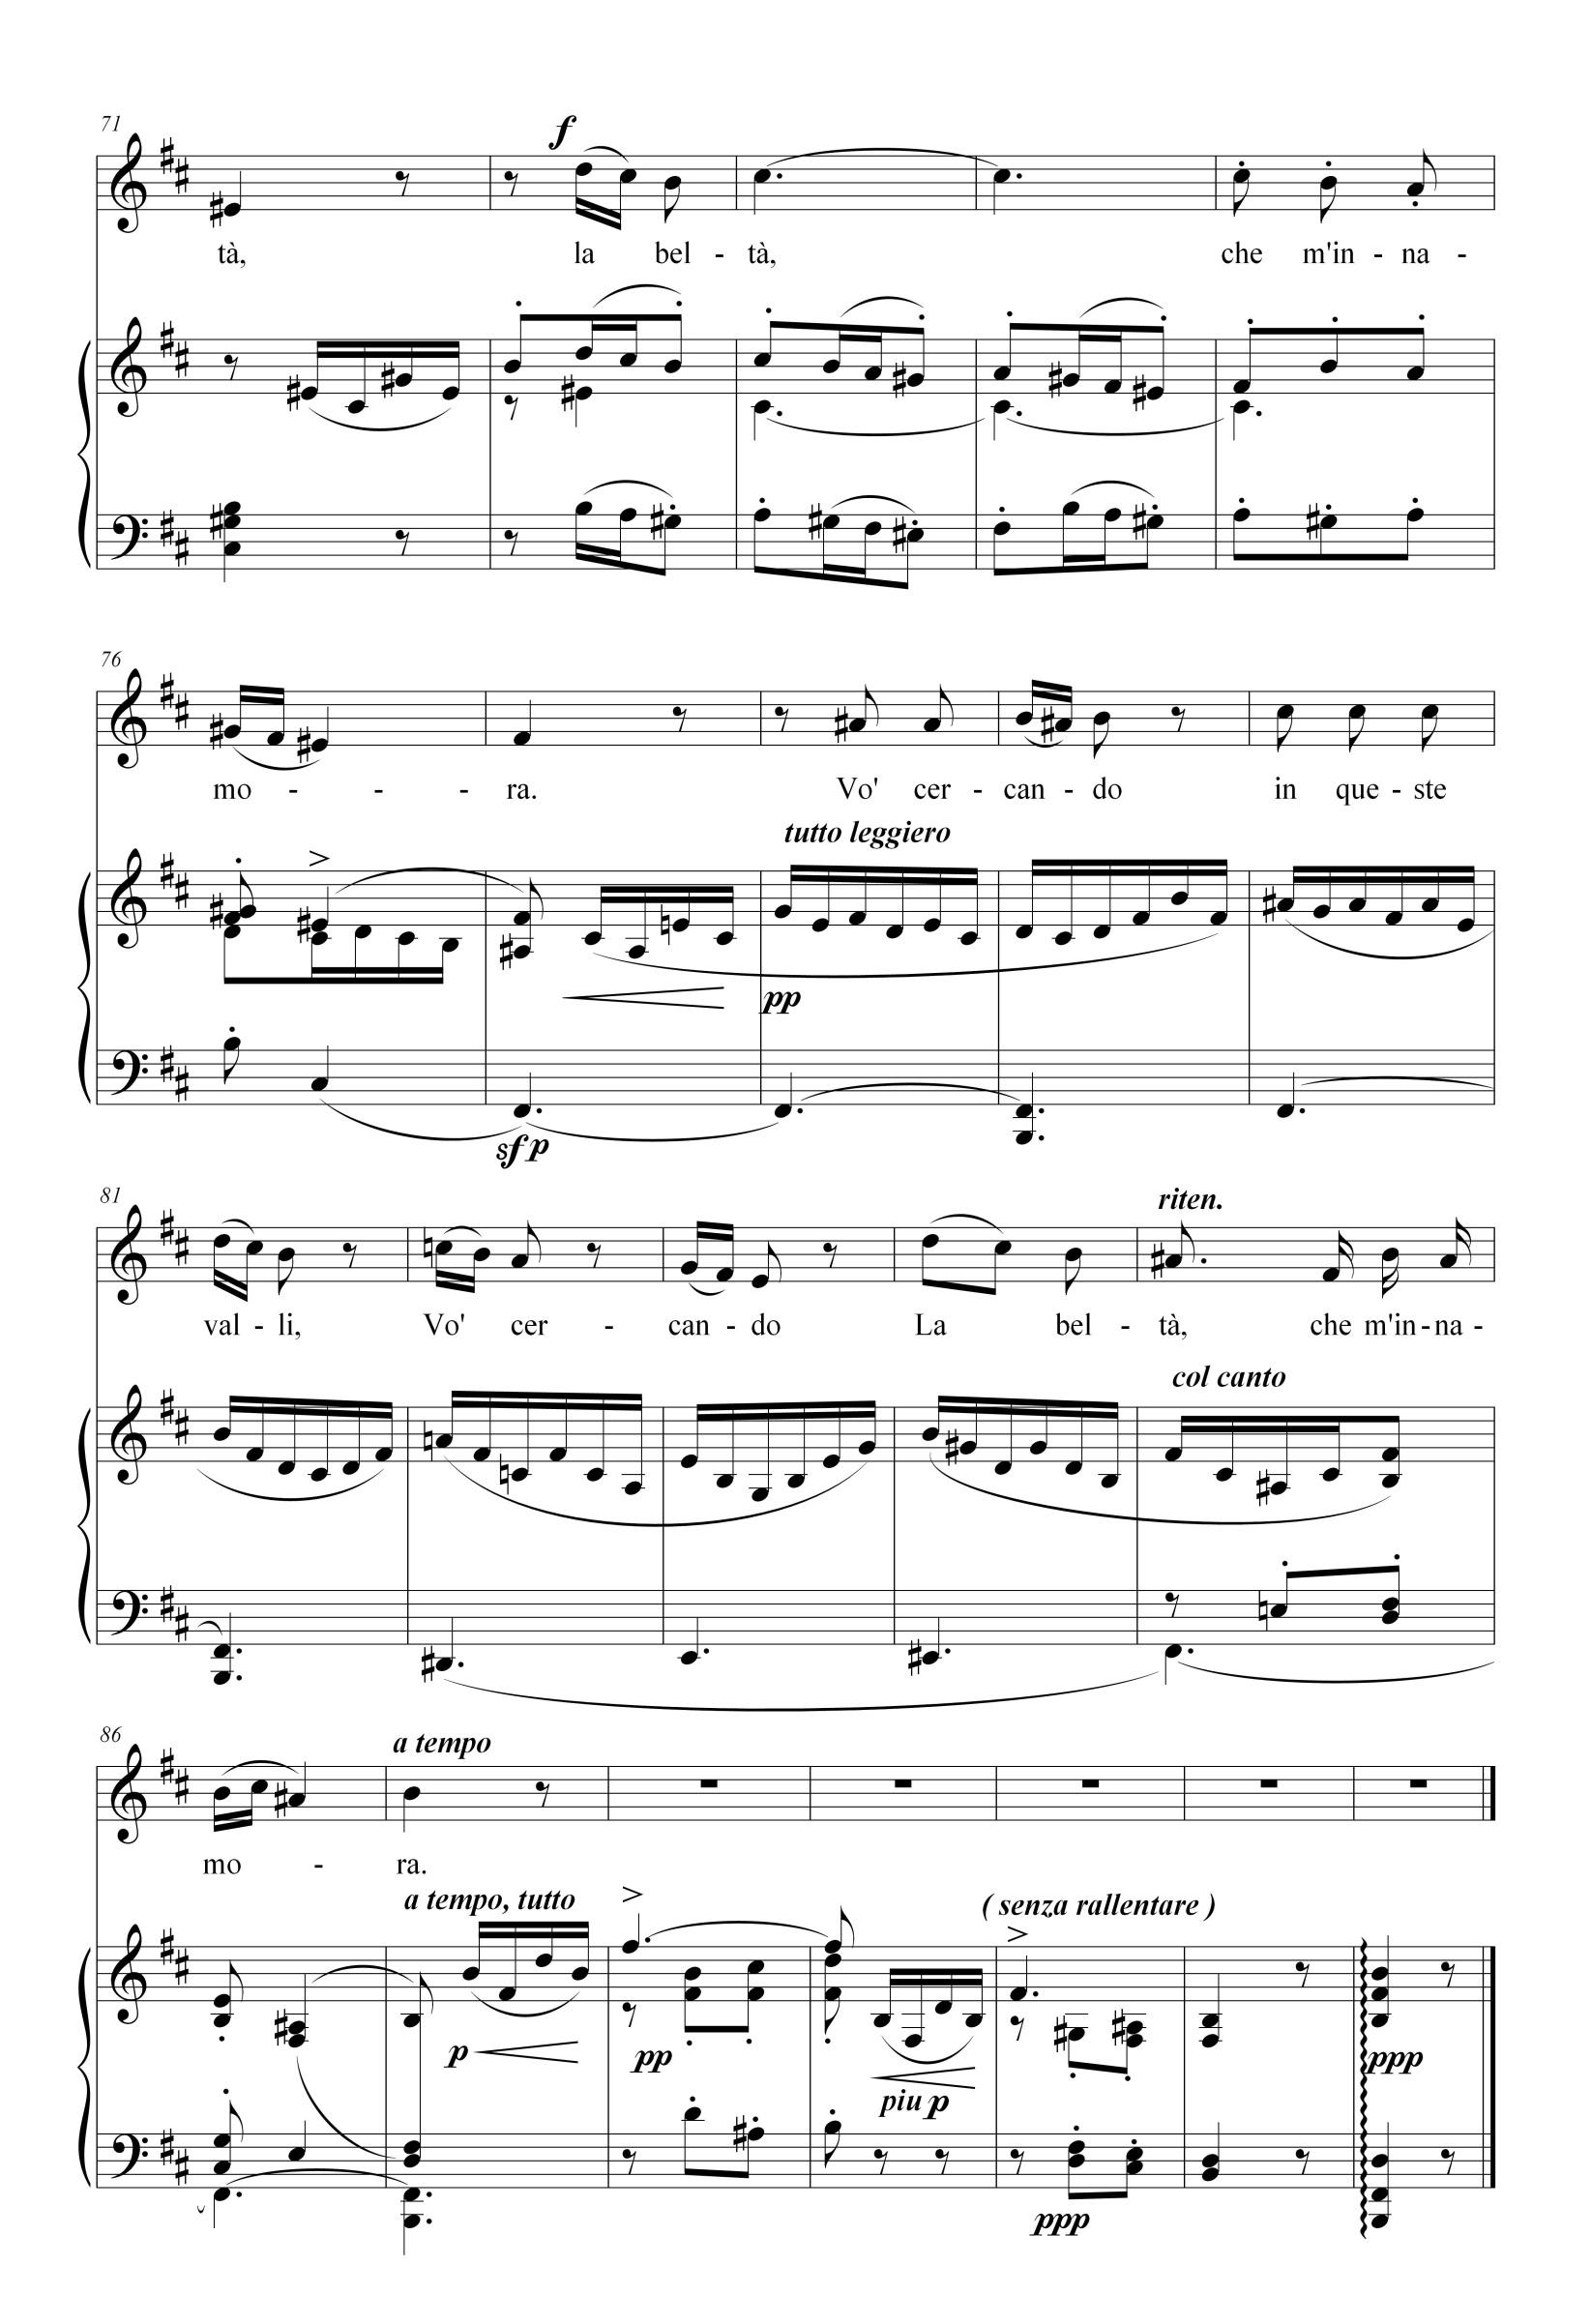 71
f
tà, la bel - tà, che m'in - na -
76
mo - - - ra. Vo' cer - can - do in que - ste
tutto leggiero
pp
sfp
81
riten.
val - li, Vo' cer - can - do La bel - tà, che m'in - na -
col canto
86
a tempo
mo - ra.
a tempo, tutto
( senza rallentare )
p pp ppp
piu p
ppp